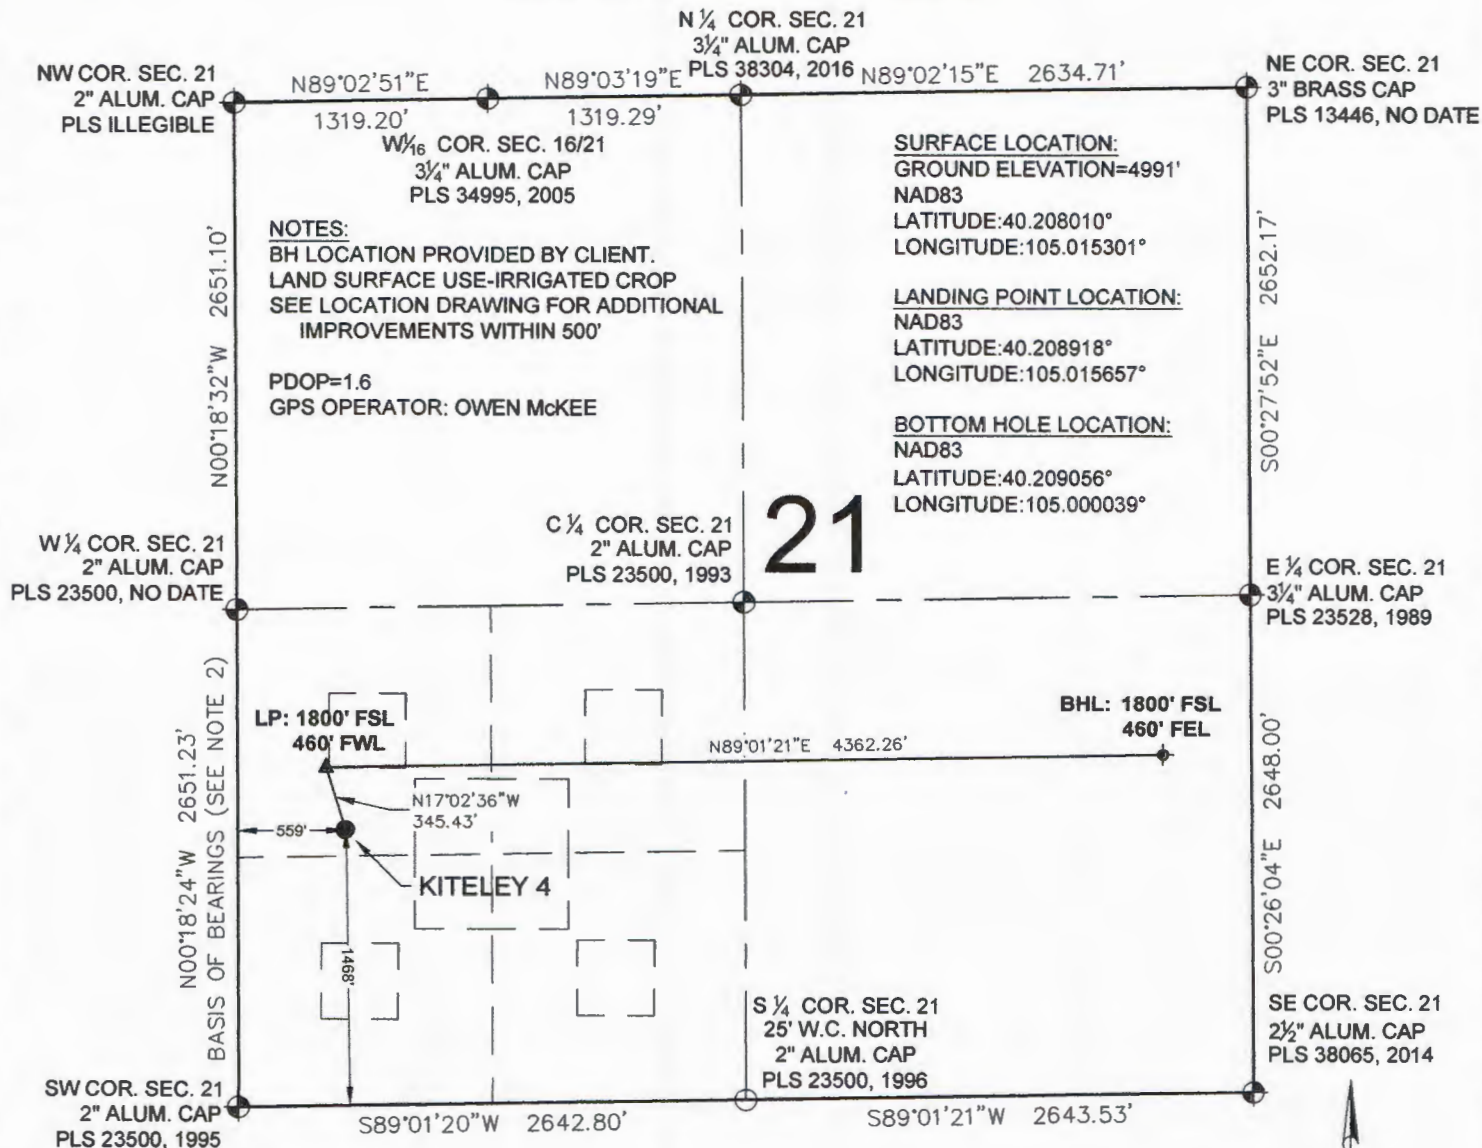 N ¼ COR. SEC. 21
3¼" ALUM. CAP
PLS 38304, 2016
NW COR. SEC. 21
2" ALUM. CAP
PLS ILLEGIBLE
N89°02'51"E
1319.20'
N89°03'19"E
1319.29'
N89°02'15"E 2634.71'
NE COR. SEC. 21
3" BRASS CAP
PLS 13446, NO DATE
W⅟16 COR. SEC. 16/21
3¼" ALUM. CAP
PLS 34995, 2005
SURFACE LOCATION:
GROUND ELEVATION=4991'
NAD83
LATITUDE:40.208010°
LONGITUDE:105.015301°
NOTES:
BH LOCATION PROVIDED BY CLIENT.
LAND SURFACE USE-IRRIGATED CROP
SEE LOCATION DRAWING FOR ADDITIONAL
IMPROVEMENTS WITHIN 500'
PDOP=1.6
GPS OPERATOR: OWEN McKEE
LANDING POINT LOCATION:
NAD83
LATITUDE:40.208918°
LONGITUDE:105.015657°
BOTTOM HOLE LOCATION:
NAD83
LATITUDE:40.209056°
LONGITUDE:105.000039°
N00°18'32"W 2651.10'
S00°27'52"E 2652.17'
C ¼ COR. SEC. 21
2" ALUM. CAP
PLS 23500, 1993
21
W ¼ COR. SEC. 21
2" ALUM. CAP
PLS 23500, NO DATE
E ¼ COR. SEC. 21
3¼" ALUM. CAP
PLS 23528, 1989
LP: 1800' FSL
460' FWL
BHL: 1800' FSL
460' FEL
N89°01'21"E 4362.26'
N17°02'36"W
345.43'
559'
KITELEY 4
1468'
N00°18'24"W 2651.23'
BASIS OF BEARINGS (SEE NOTE 2)
S00°26'04"E 2648.00'
S ¼ COR. SEC. 21
25' W.C. NORTH
2" ALUM. CAP
PLS 23500, 1996
SE COR. SEC. 21
2½" ALUM. CAP
PLS 38065, 2014
SW COR. SEC. 21
2" ALUM. CAP
PLS 23500, 1995
S89°01'20"W 2642.80'
S89°01'21"W 2643.53'